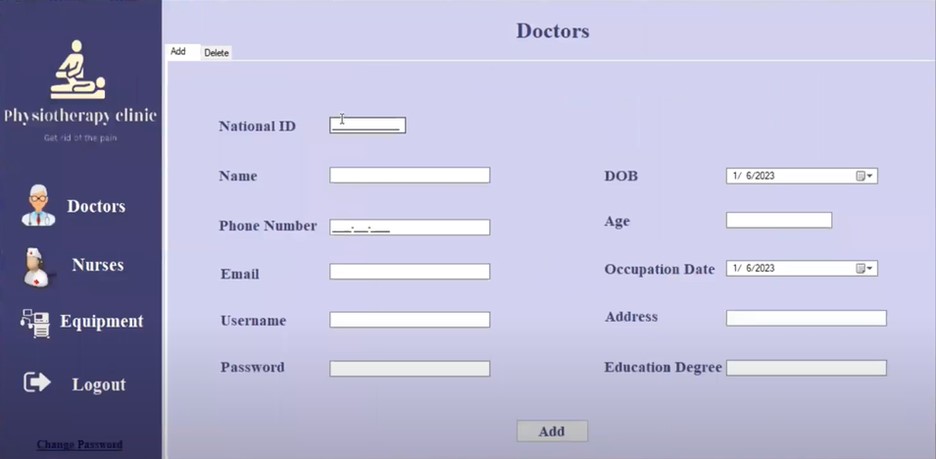 Doctors
Add
Delete
Physiotherapy clinic
Get rid of the pain
National ID
Name
DOB
1/ 6/2023
Phone Number
___-__-___
Age
Email
Occupation Date
1/ 6/2023
Username
Address
Password
Education Degree
Add
Doctors
Nurses
Equipment
Logout
Change Password